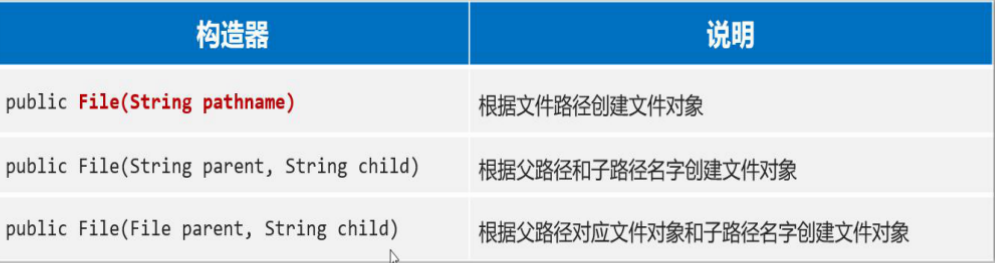 构造器 说明
public File(String pathname) 根据文件路径创建文件对象
public File(String parent, String child) 根据父路径和子路径名字创建文件对象
public File(File parent, String child) 根据父路径对应文件对象和子路径名字创建文件对象